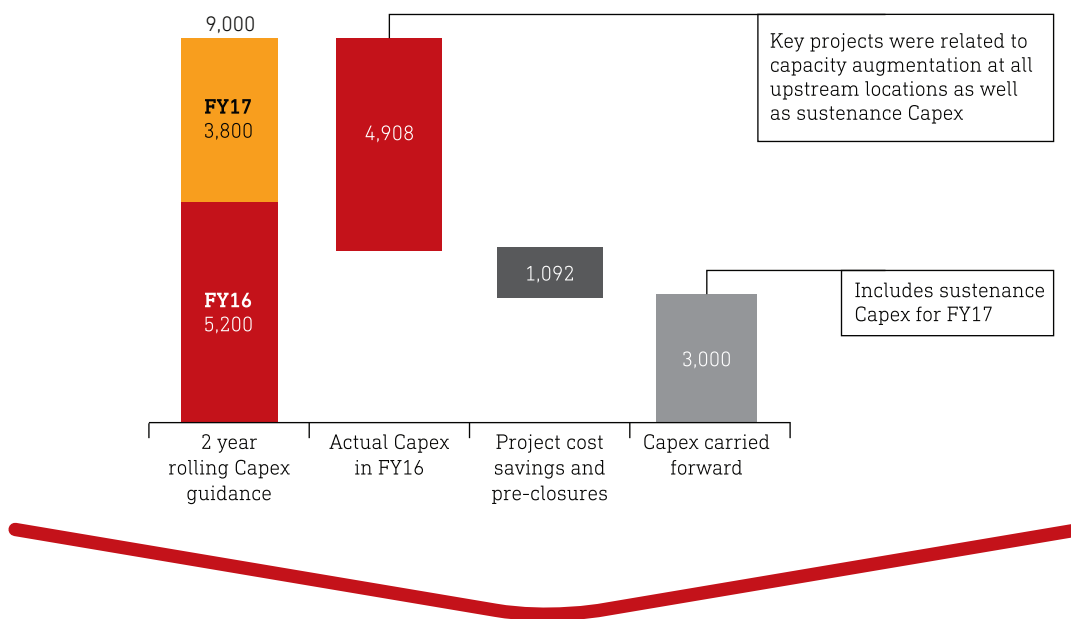 9,000
FY17
3,800
FY16
5,200
4,908
1,092
3,000
Key projects were related to
capacity augmentation at all
upstream locations as well
as sustenance Capex
Includes sustenance
Capex for FY17
2 year
rolling Capex
guidance
Actual Capex
in FY16
Project cost
savings and
pre-closures
Capex carried
forward